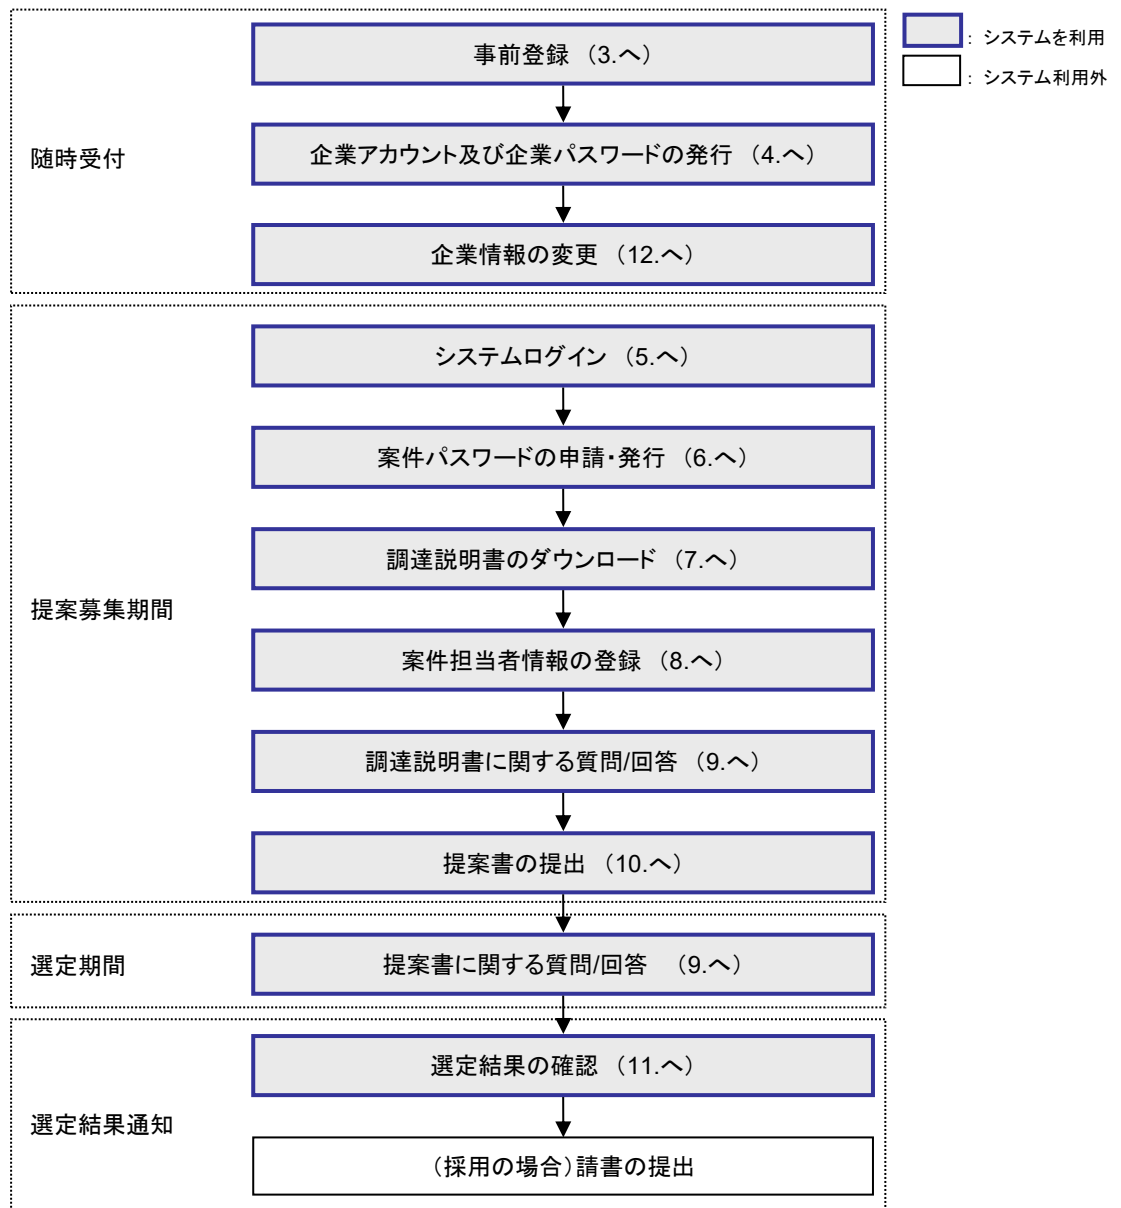 事前登録 （3.へ）
：システムを利用
：システム利用外
随時受付
企業アカウント及び企業パスワードの発行 （4.へ）
企業情報の変更 （12.へ）
システムログイン （5.へ）
案件パスワードの申請・発行 （6.へ）
調達説明書のダウンロード （7.へ）
提案募集期間
案件担当者情報の登録 （8.へ）
調達説明書に関する質問/回答 （9.へ）
提案書の提出 （10.へ）
選定期間
提案書に関する質問/回答 （9.へ）
選定結果の確認 （11.へ）
選定結果通知
（採用の場合）請書の提出